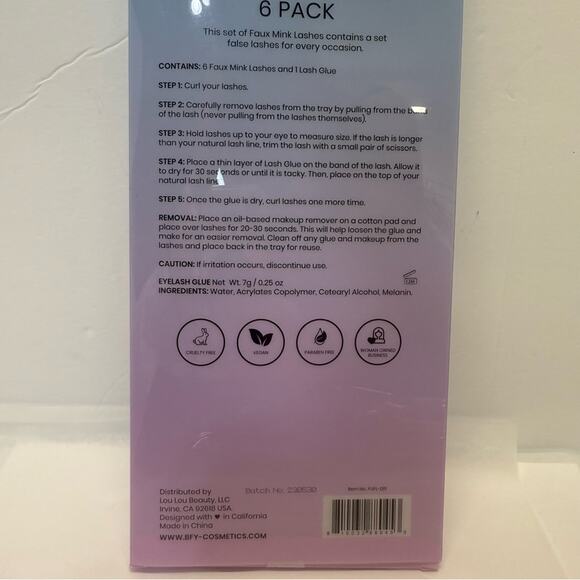 6 PACK
This set of Faux Mink Lashes contains a set
false lashes for every occasion.
CONTAINS: 6 Faux Mink Lashes and 1 Lash Glue
STEP 1: Curl your lashes.
STEP 2: Carefully remove lashes from the tray by pulling from the
of the lash (never pulling from the lashes themselves).
STEP 3: Hold lashes up to your eye to measure size. If the lash is longer
than your natural lash line, trim the lash with a small pair of scissors.
STEP 4: Place a thin layer of Lash Glue on the band of the lash. Allow it
to dry for 30 seconds or until it is tacky. Then, place on the top of your
natural lash line.
STEP 5: Once the glue is dry, curl lashes one more time.
REMOVAL: Place an oil-based makeup remover on a cotton pad and
place over lashes for 20-30 seconds. This will help loosen the glue and
make for an easier removal. Clean off any glue and makeup from the
lashes and place back in the tray for reuse.
CAUTION: If irritation occurs, discontinue use.
EYELASH GLUE Net Wt. 7g / 0.25 oz
INGREDIENTS: Water, Acrylates Copolymer, Cetearyl Alcohol, Melanin.
12M
CRUELTY FREE
VEGAN
PARABEN FREE
WOMAN OWNED
BUSINESS
Distributed by
Lou Lou Beauty, LLC
Irvine, CA 92618 USA.
Designed with ♥ in California
Made in China
WWW.BFY-COSMETICS.COM
Batch No. 230530
Item No.